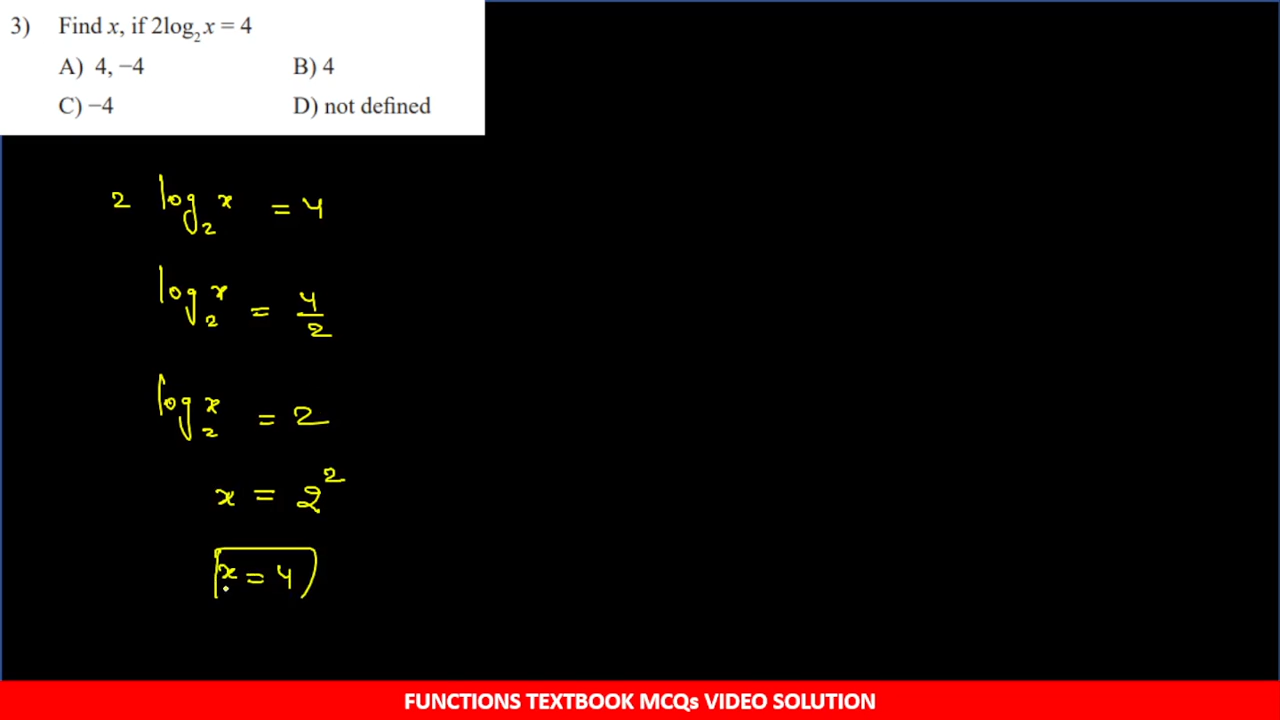 3) Find x, if 2log₂x = 4
A) 4, −4 B) 4
C) −4 D) not defined
2 log₂ x = 4
log₂ x = 4/2
log₂ x = 2
x = 2²
x = 4
FUNCTIONS TEXTBOOK MCQs VIDEO SOLUTION